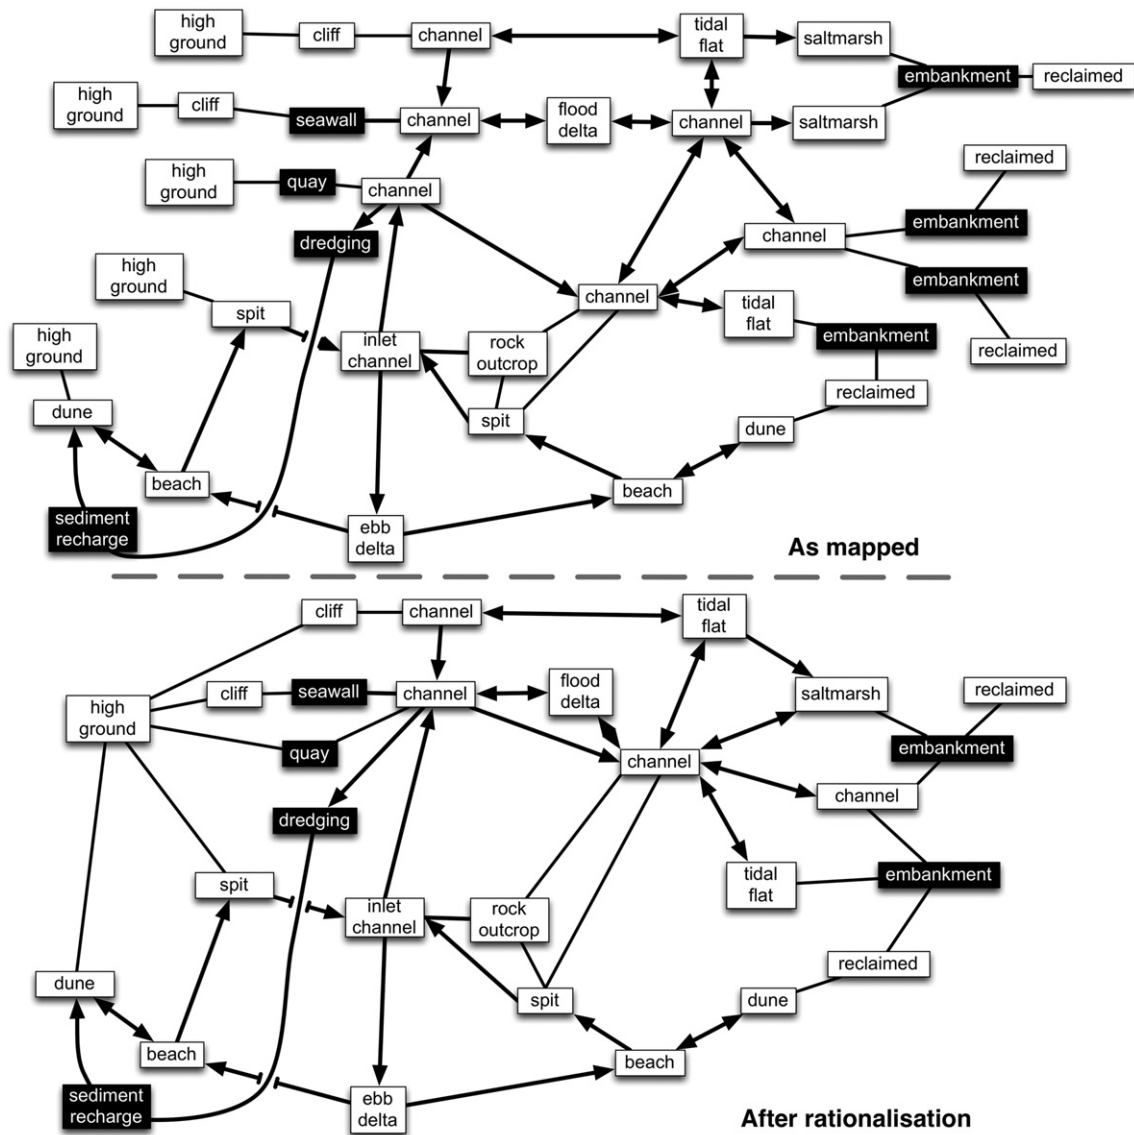 high
ground
cliff
channel
tidal
flat
saltmarsh
embankment
reclaimed
high
ground
cliff
seawall
channel
flood
delta
channel
saltmarsh
high
ground
quay
channel
reclaimed
embankment
dredging
channel
high
ground
embankment
spit
channel
tidal
flat
inlet
channel
rock
outcrop
embankment
reclaimed
high
ground
reclaimed
dune
spit
dune
beach
beach
sediment
recharge
ebb
delta
As mapped
cliff
channel
tidal
flat
high
ground
cliff
seawall
channel
flood
delta
saltmarsh
reclaimed
quay
channel
embankment
channel
dredging
spit
tidal
flat
embankment
inlet
channel
rock
outcrop
reclaimed
dune
spit
dune
beach
beach
sediment
recharge
ebb
delta
After rationalisation